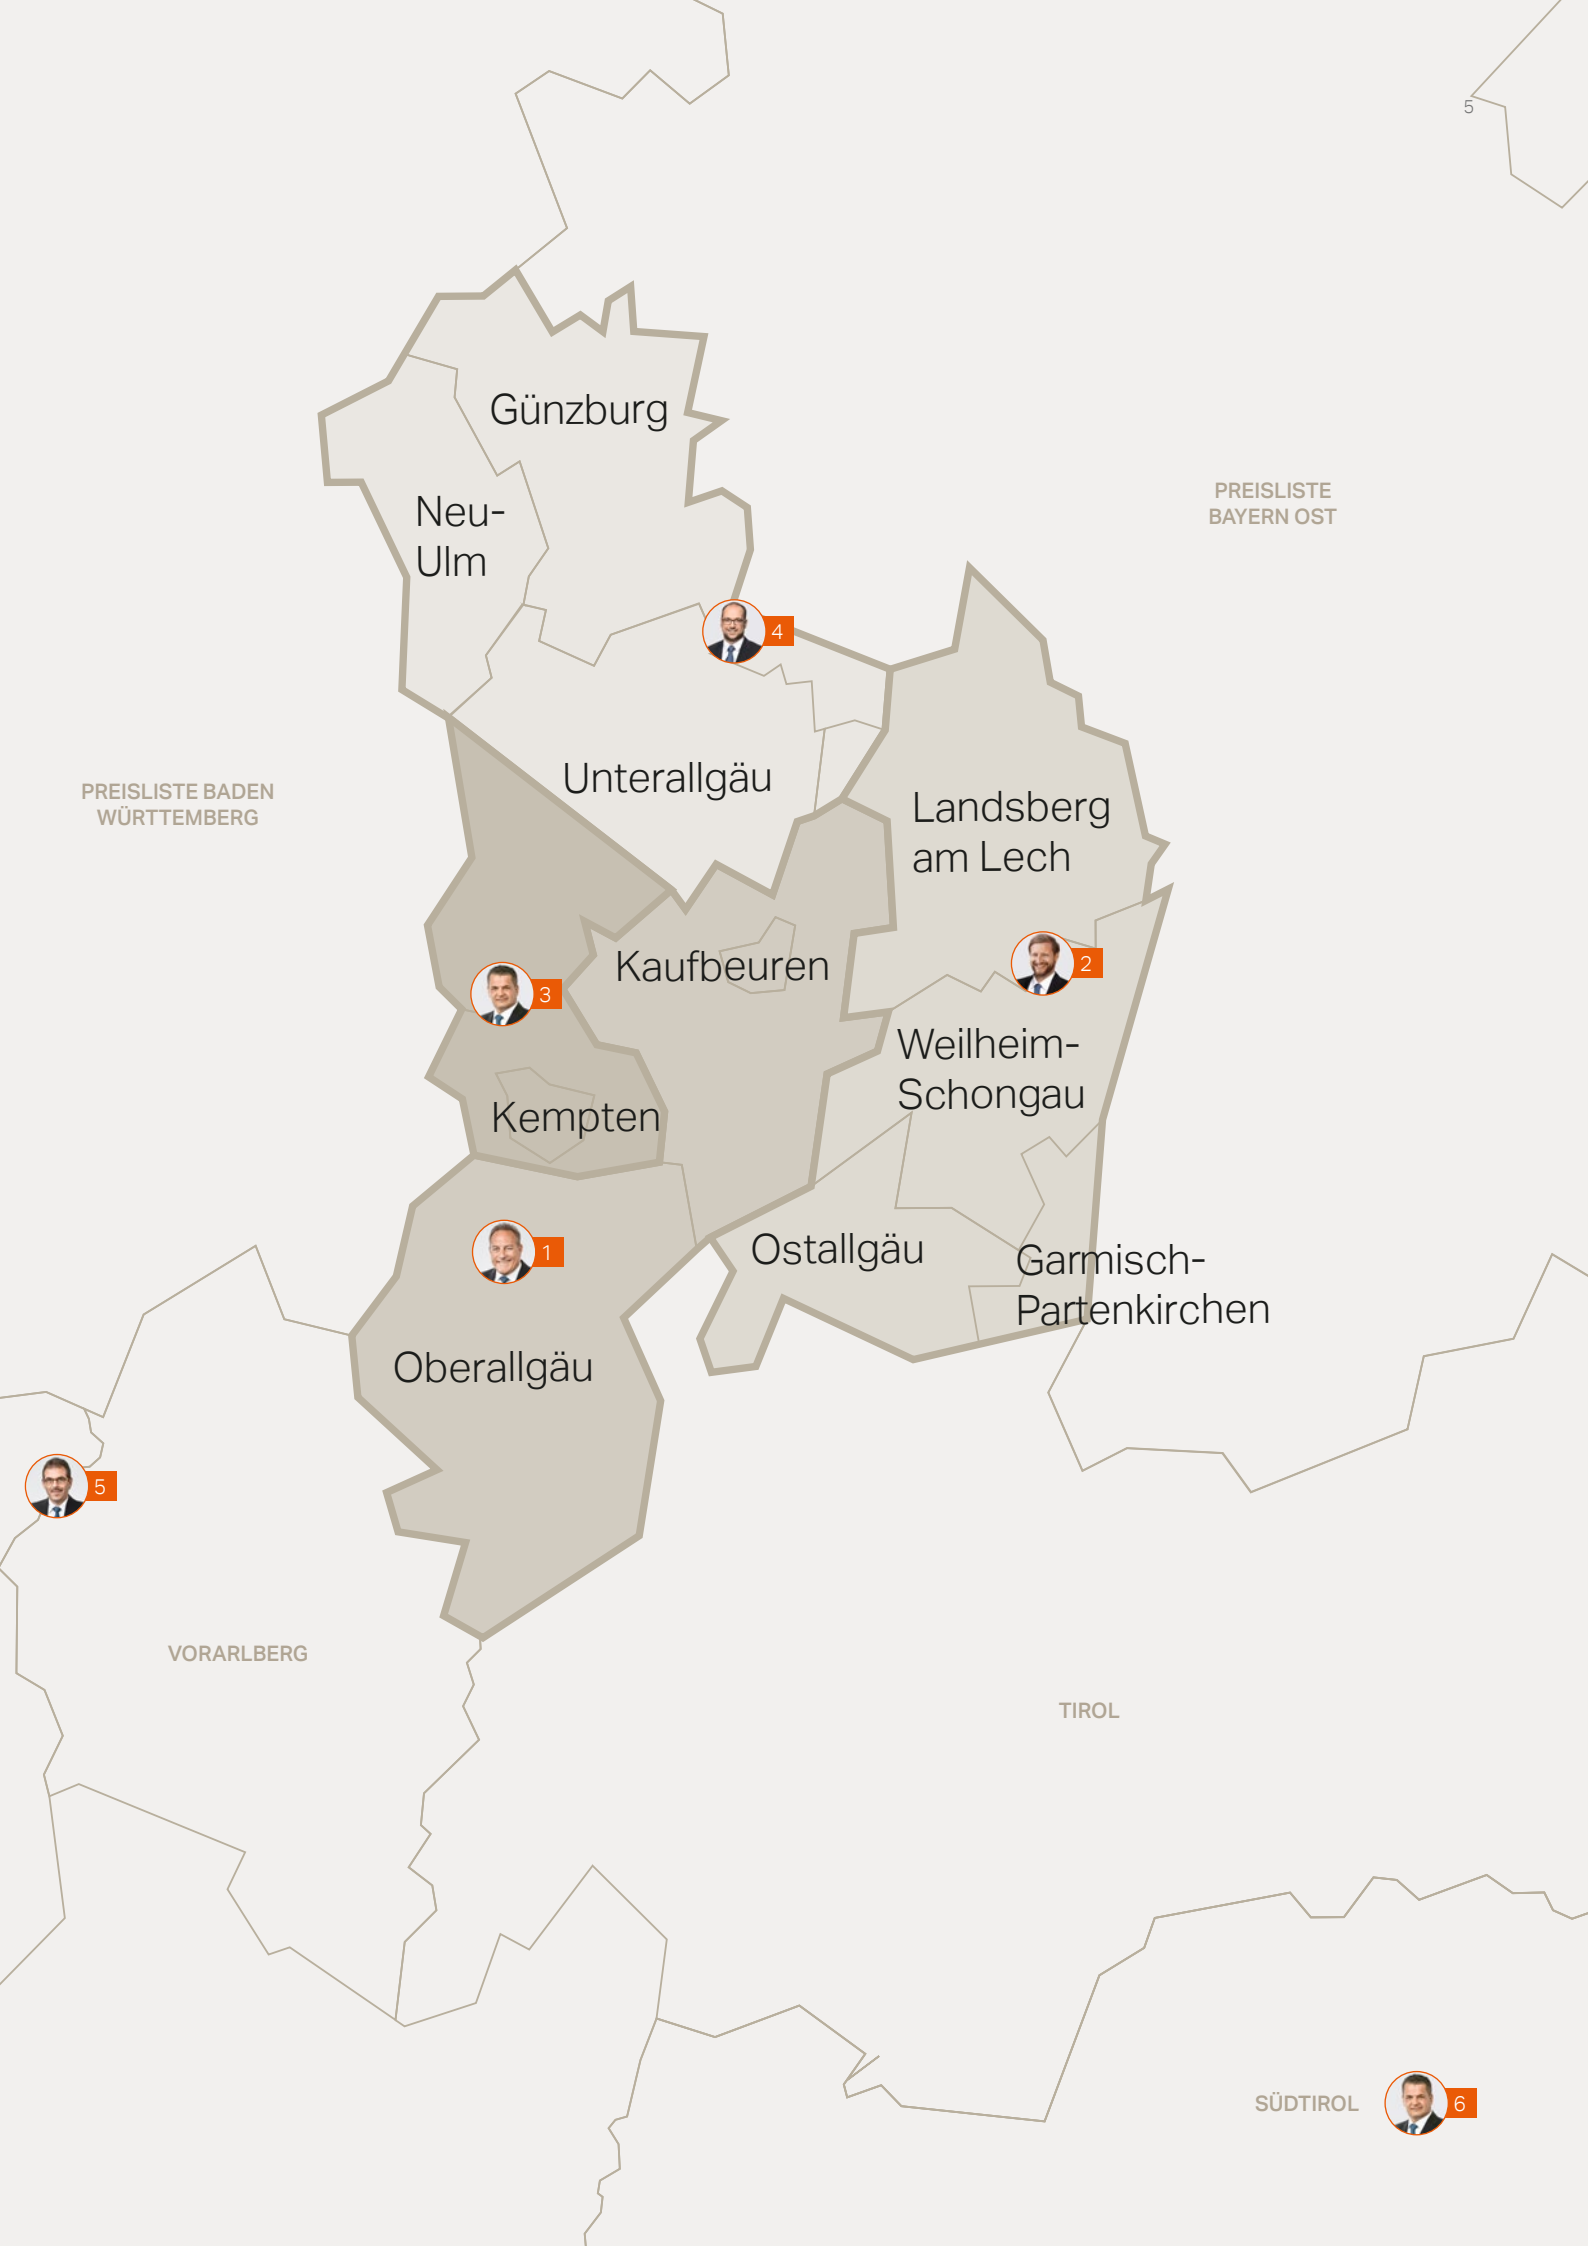 5
Günzburg
Neu-
Ulm
PREISLISTE
BAYERN OST
4
Unterallgäu
PREISLISTE BADEN
WÜRTTEMBERG
Landsberg
am Lech
Kaufbeuren
2
3
Weilheim-
Schongau
Kempten
1
Ostallgäu
Garmisch-
Partenkirchen
Oberallgäu
5
VORARLBERG
TIROL
SÜDTIROL
6